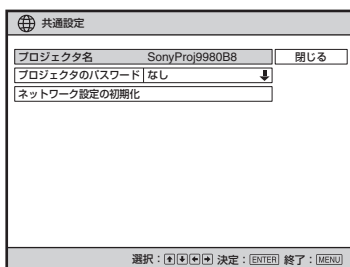 共通設定
プロジェクタ名 SonyProj9980B8 閉じる
プロジェクタのパスワード なし
ネットワーク設定の初期化
選択：↑↓←→ 決定：ENTER 終了：MENU